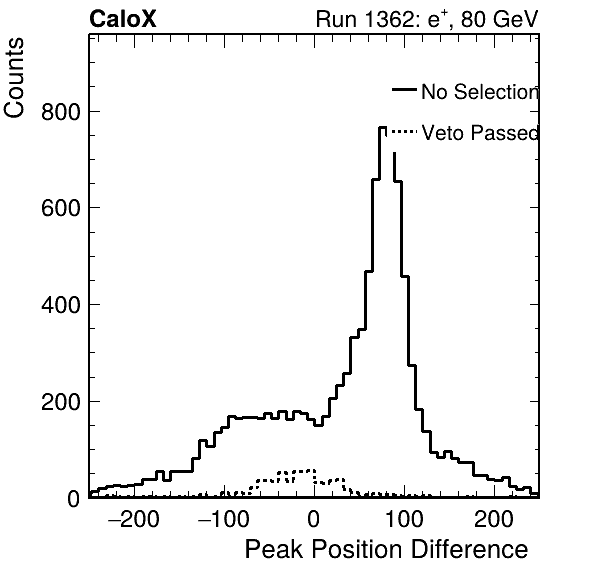 CaloX Run 1362: e⁺, 80 GeV
Counts
No Selection
Veto Passed
800
600
400
200
0
−200 −100 0 100 200
Peak Position Difference